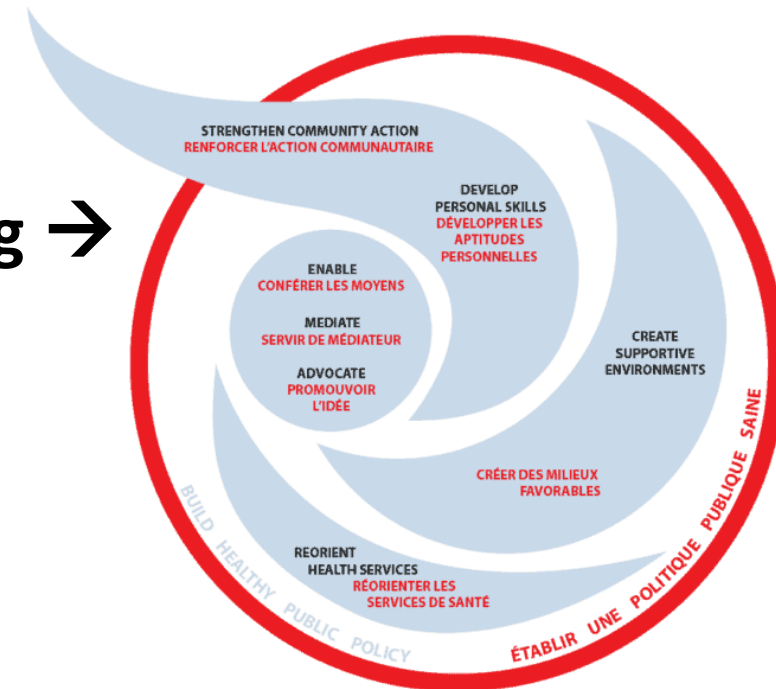 STRENGTHEN COMMUNITY ACTION
RENFORCER L'ACTION COMMUNAUTAIRE
DEVELOP
PERSONAL SKILLS
DÉVELOPPER LES
APTITUDES
PERSONNELLES
g →
ENABLE
CONFÉRER LES MOYENS
MEDIATE
SERVIR DE MÉDIATEUR
ADVOCATE
PROMOUVOIR
L'IDÉE
CREATE
SUPPORTIVE
ENVIRONMENTS
CRÉER DES MILIEUX
FAVORABLES
REORIENT
HEALTH SERVICES
RÉORIENTER LES
SERVICES DE SANTÉ
BUILD HEALTHY PUBLIC POLICY
ÉTABLIR UNE POLITIQUE PUBLIQUE SAINE